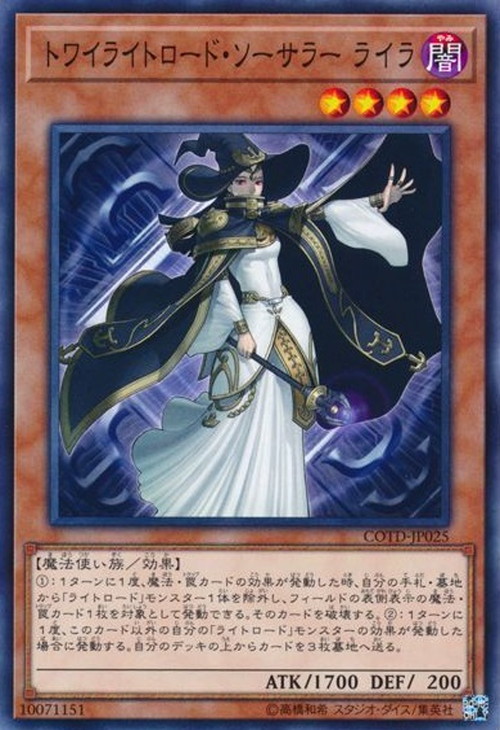 トワイライトロード・ソーサラー ライラ
闇
COTD-JP025
【魔法使い族／効果】
①：1ターンに1度、魔法・罠カードの効果が発動した時、自分の手札・墓地
から「ライトロード」モンスター1体を除外し、フィールドの表側表示の魔法・
罠カード1枚を対象として発動できる。そのカードを破壊する。②：1ターン
に1度、このカード以外の自分の「ライトロード」モンスターの効果が発動した
場合に発動する。自分のデッキの上からカードを3枚墓地へ送る。
ATK/1700 DEF/ 200
10071151 ©高橋和希 スタジオ・ダイス/集英社